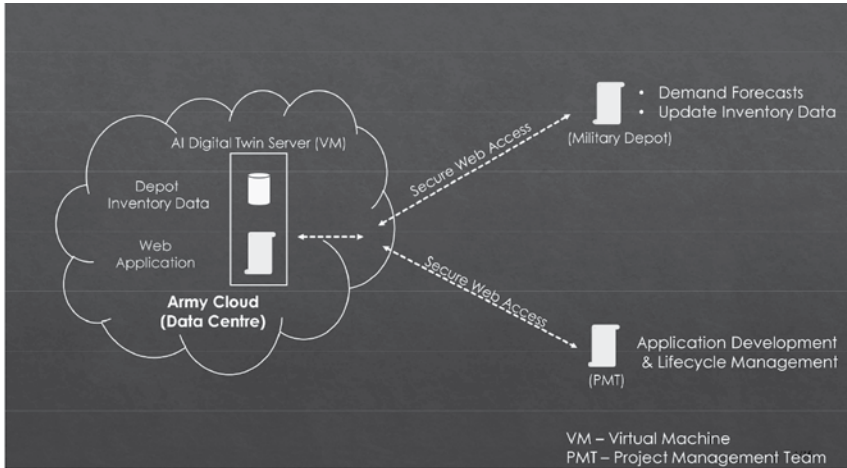 AI Digital Twin Server (VM)
Depot
Inventory Data
Web
Application
Army Cloud
(Data Centre)
Secure Web Access
Secure Web Access
(Military Depot)
• Demand Forecasts
• Update Inventory Data
(PMT)
Application Development
& Lifecycle Management
VM – Virtual Machine
PMT – Project Management Team